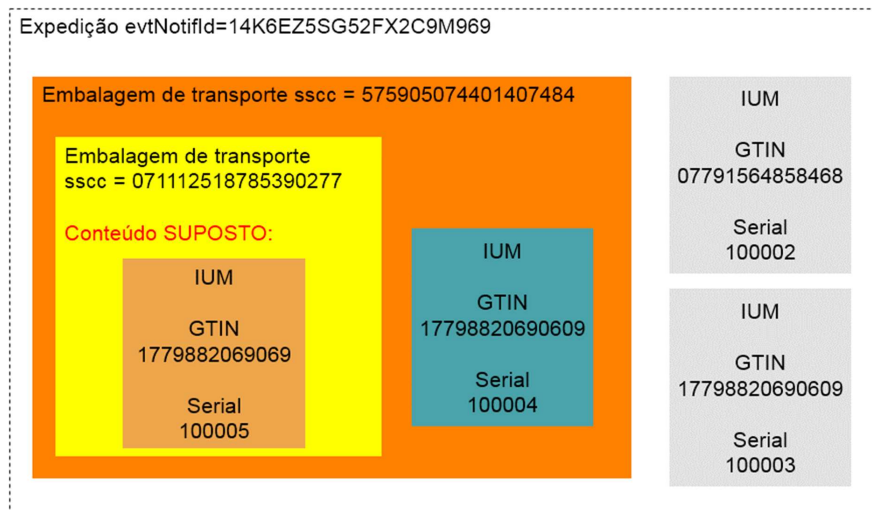 Expedição evtNotifId=14K6EZ5SG52FX2C9M969
Embalagem de transporte sscc = 575905074401407484
Embalagem de transporte
sscc = 071112518785390277
Conteúdo SUPOSTO:
IUM
GTIN
1779882069069
Serial
100005
IUM
GTIN
17798820690609
Serial
100004
IUM
GTIN
07791564858468
Serial
100002
IUM
GTIN
17798820690609
Serial
100003